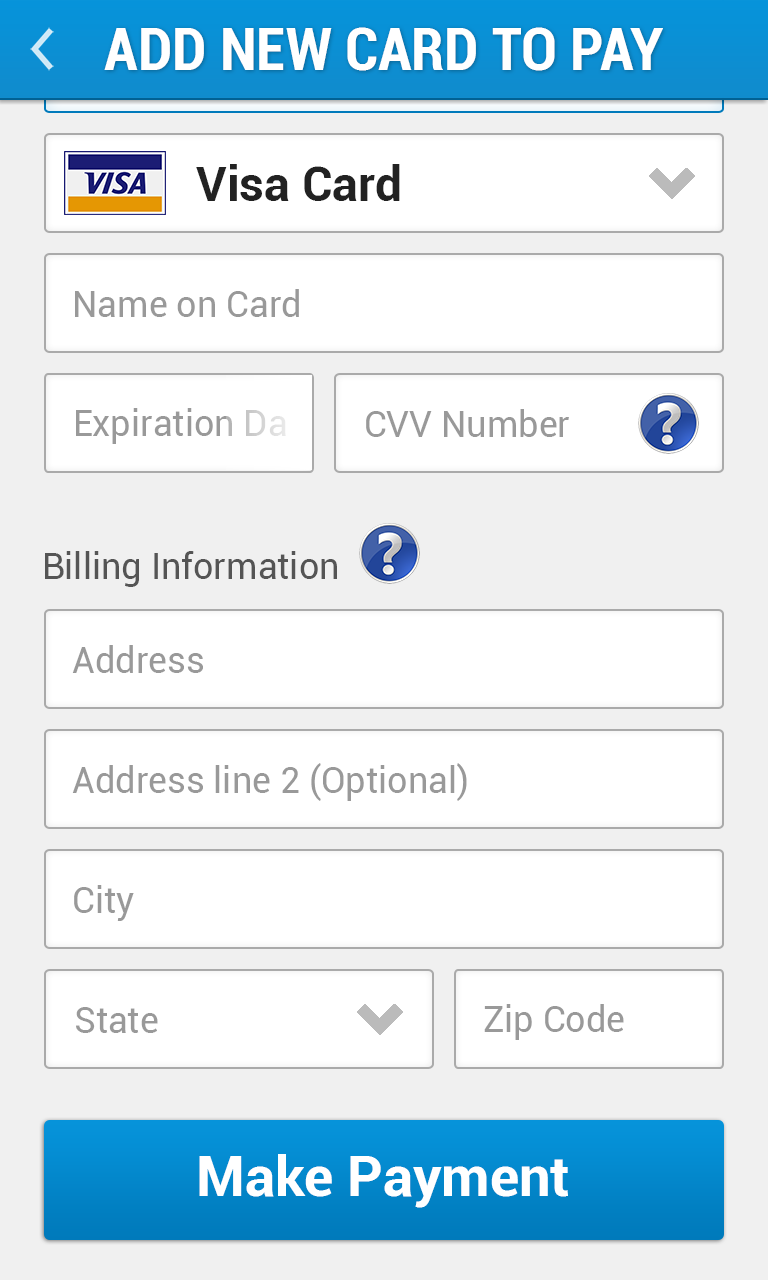 ADD NEW CARD TO PAY
VISA Visa Card
Name on Card
Expiration Da CVV Number ?
Billing Information ?
Address
Address line 2 (Optional)
City
State Zip Code
Make Payment